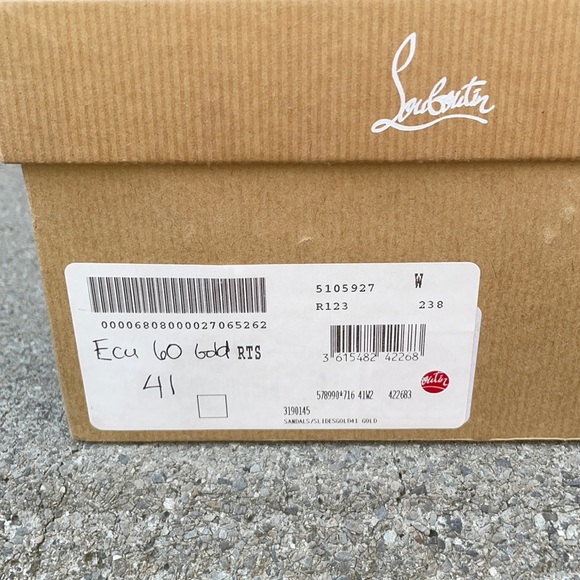 Louboutin
5105927 W
R123 238
00006808000027065262
Ecu 60 Gold RTS
41
3 615482 42268
578990*716 41W2 422683
3190145
SANDALS/SLIDESGOLD41 GOLD